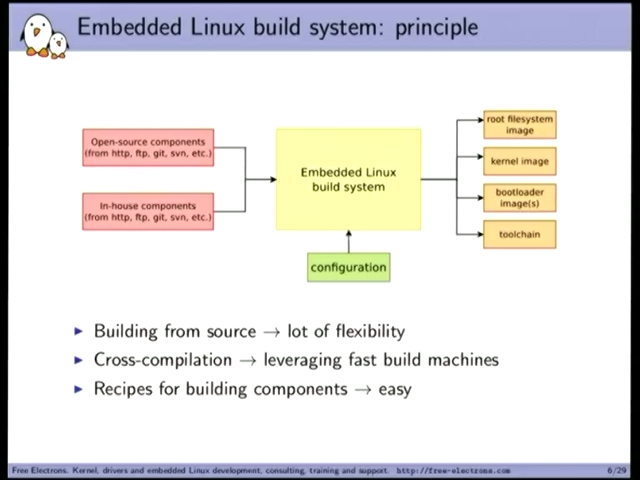 Embedded Linux build system: principle
Open-source components
(from http, ftp, git, svn, etc.)
In-house components
(from http, ftp, git, svn, etc.)
Embedded Linux
build system
configuration
root filesystem
image
kernel image
bootloader
image(s)
toolchain
Building from source → lot of flexibility
Cross-compilation → leveraging fast build machines
Recipes for building components → easy
Free Electrons. Kernel, drivers and embedded Linux development, consulting, training and support. http://free-electrons.com
6/29